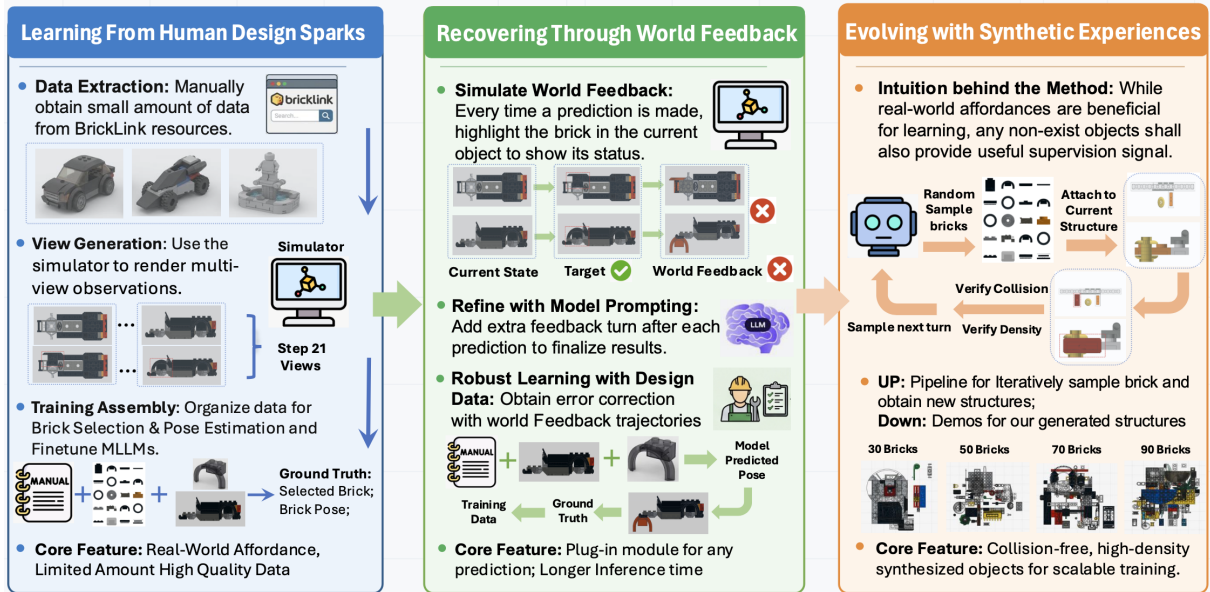 Learning From Human Design Sparks
Data Extraction: Manually
obtain small amount of data
from BrickLink resources.
bricklink
Search...
View Generation: Use the
simulator to render multi-
view observations.
Simulator
Step 21
Views
Training Assembly: Organize data for
Brick Selection & Pose Estimation and
Finetune MLLMs.
MANUAL
Ground Truth:
Selected Brick;
Brick Pose;
Core Feature: Real-World Affordance,
Limited Amount High Quality Data
Recovering Through World Feedback
Simulate World Feedback:
Every time a prediction is made,
highlight the brick in the current
object to show its status.
Current State
Target
World Feedback
Refine with Model Prompting:
Add extra feedback turn after each
prediction to finalize results.
LLM
Robust Learning with Design
Data: Obtain error correction
with world Feedback trajectories
MANUAL
Model
Predicted
Pose
Training
Data
Ground
Truth
Core Feature: Plug-in module for any
prediction; Longer Inference time
Evolving with Synthetic Experiences
Intuition behind the Method: While
real-world affordances are beneficial
for learning, any non-exist objects shall
also provide useful supervision signal.
Random
Sample
bricks
Attach to
Current
Structure
Verify Collision
Verify Density
Sample next turn
UP: Pipeline for Iteratively sample brick and
obtain new structures;
Down: Demos for our generated structures
30 Bricks
50 Bricks
70 Bricks
90 Bricks
Core Feature: Collision-free, high-density
synthesized objects for scalable training.